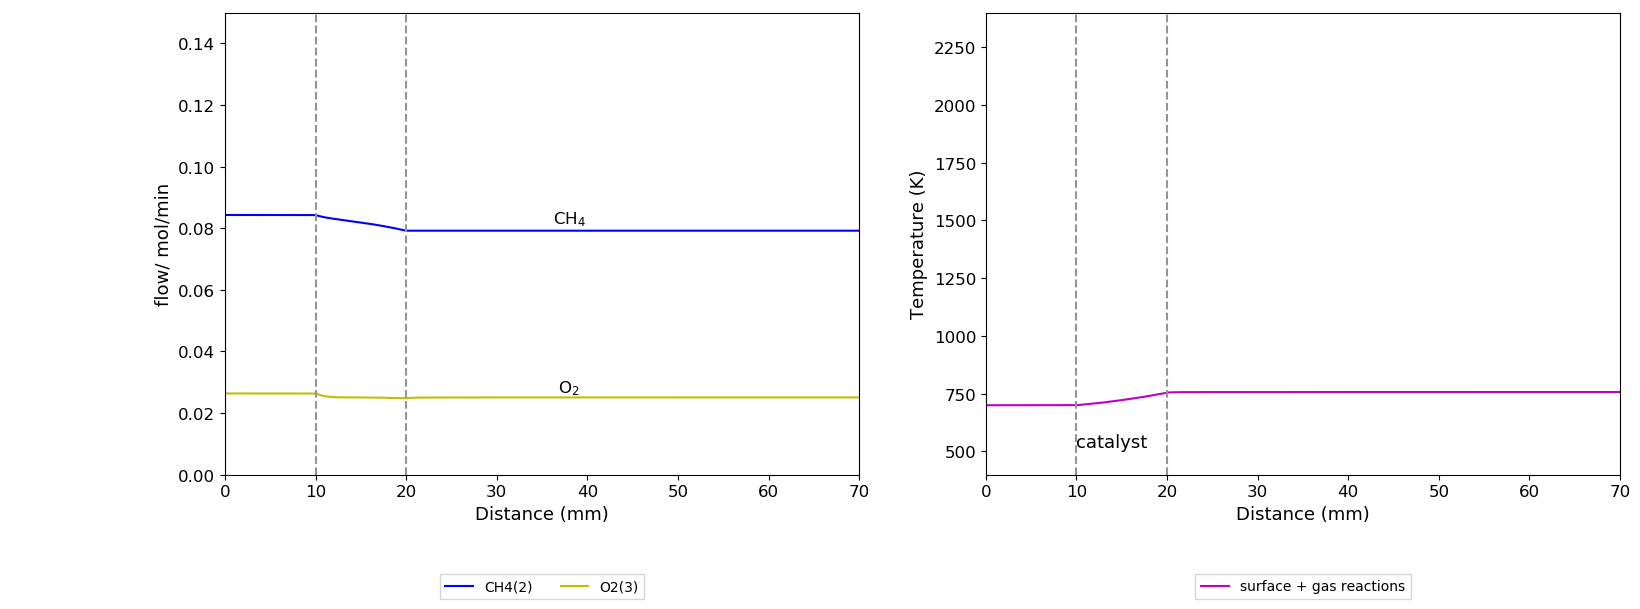 0.14
0.12
0.10
0.08
0.06
0.04
0.02
0.00
flow/ mol/min
CH₄
O₂
0 10 20 30 40 50 60 70
Distance (mm)
CH4(2) O2(3)
2250
2000
1750
1500
1250
1000
750
500
Temperature (K)
catalyst
0 10 20 30 40 50 60 70
Distance (mm)
surface + gas reactions